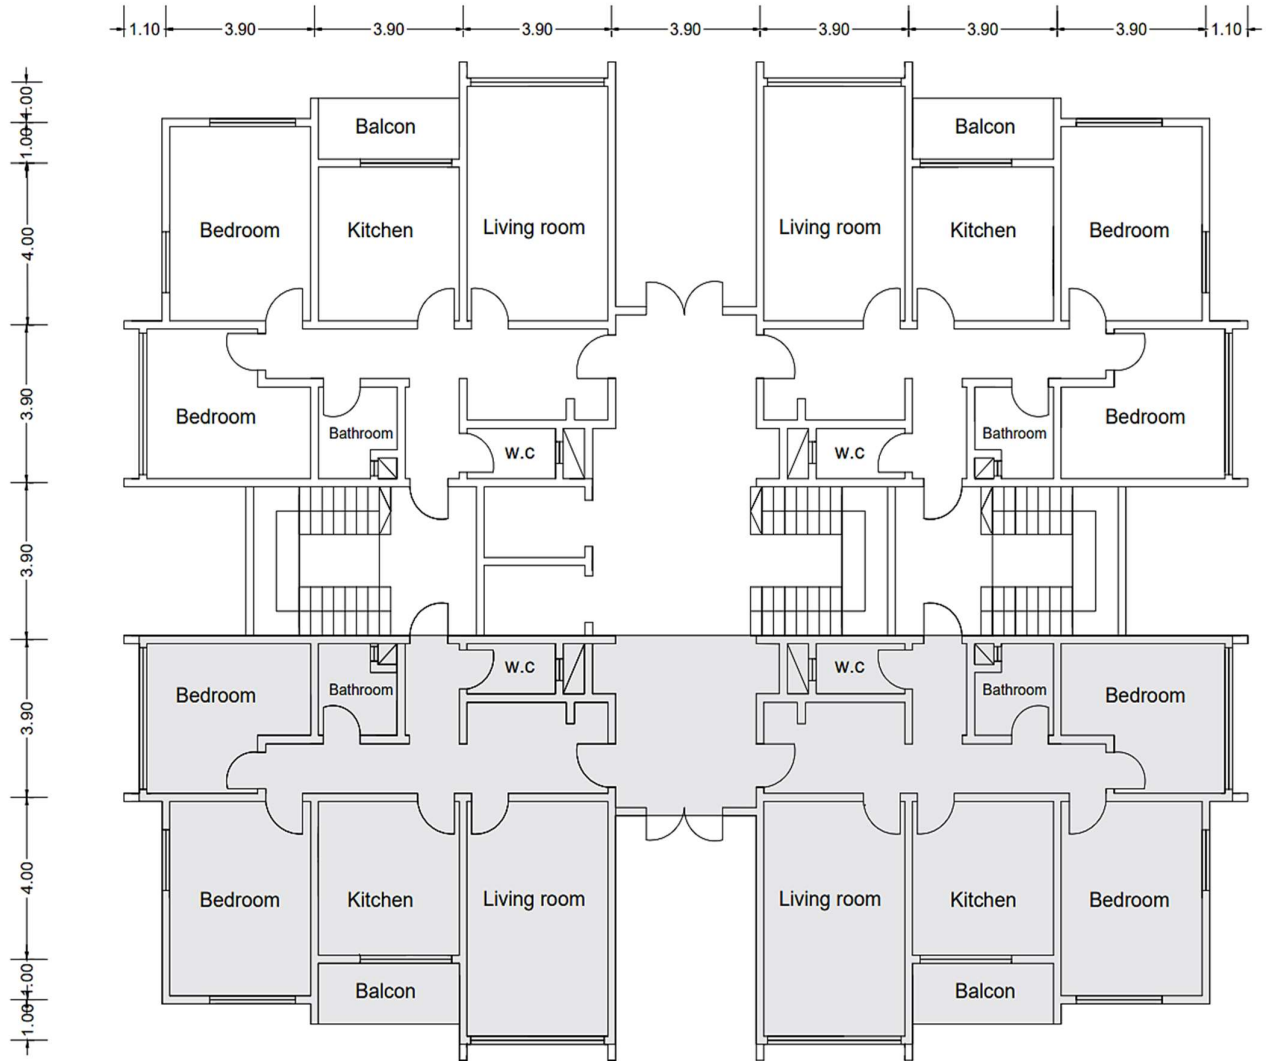 1.10 3.90 3.90 3.90 3.90 3.90 3.90 3.90 1.10
1.00
1.00
Balcon Balcon
4.00
Bedroom Kitchen Living room Living room Kitchen Bedroom
3.90
Bedroom Bathroom Bathroom Bedroom
W.C W.C
3.90
3.90
W.C W.C
Bedroom Bathroom Bathroom Bedroom
4.00
Bedroom Kitchen Living room Living room Kitchen Bedroom
1.00
Balcon Balcon
1.00